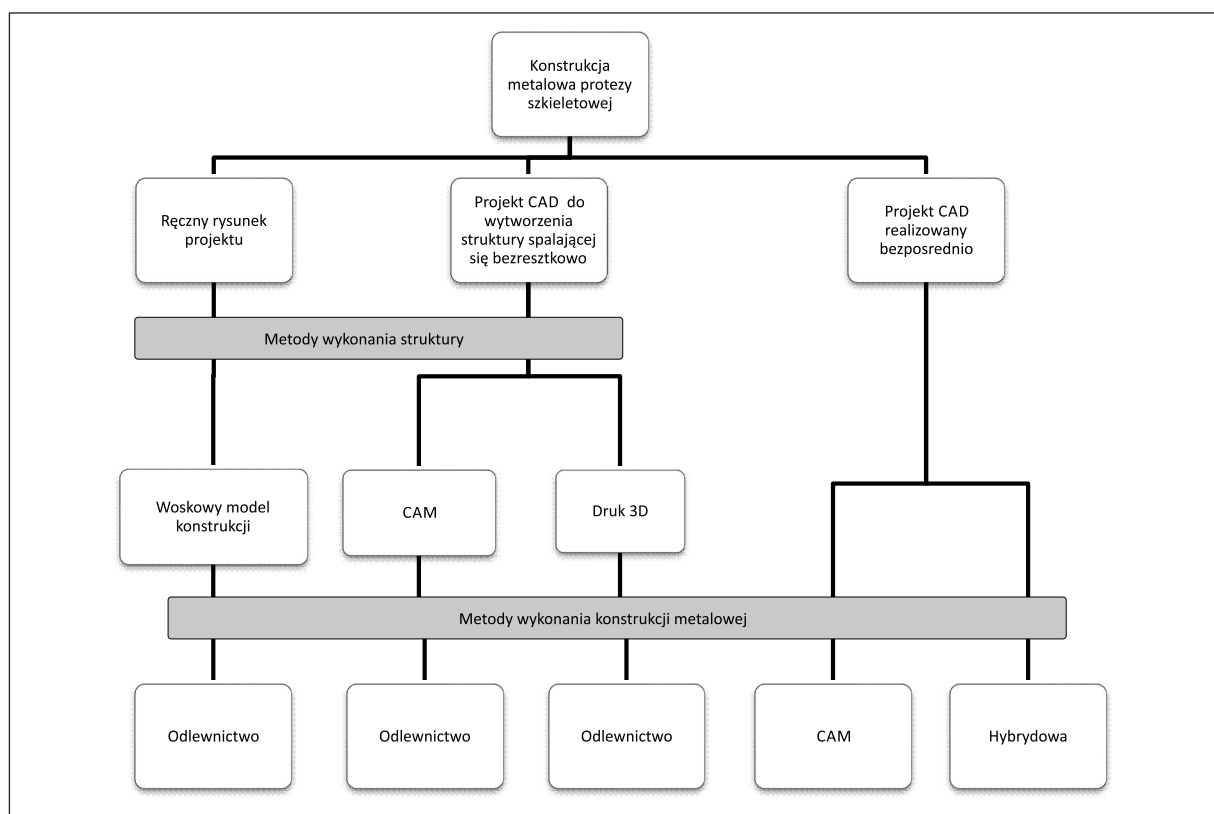 Konstrukcja
metalowa protezy
szkieletowej
Ręczny rysunek
projektu
Projekt CAD do
wytworzenia
struktury spalającej
się bezresztkowo
Projekt CAD
realizowany
bezposrednio
Metody wykonania struktury
Woskowy model
konstrukcji
CAM
Druk 3D
Metody wykonania konstrukcji metalowej
Odlewnictwo
Odlewnictwo
Odlewnictwo
CAM
Hybrydowa